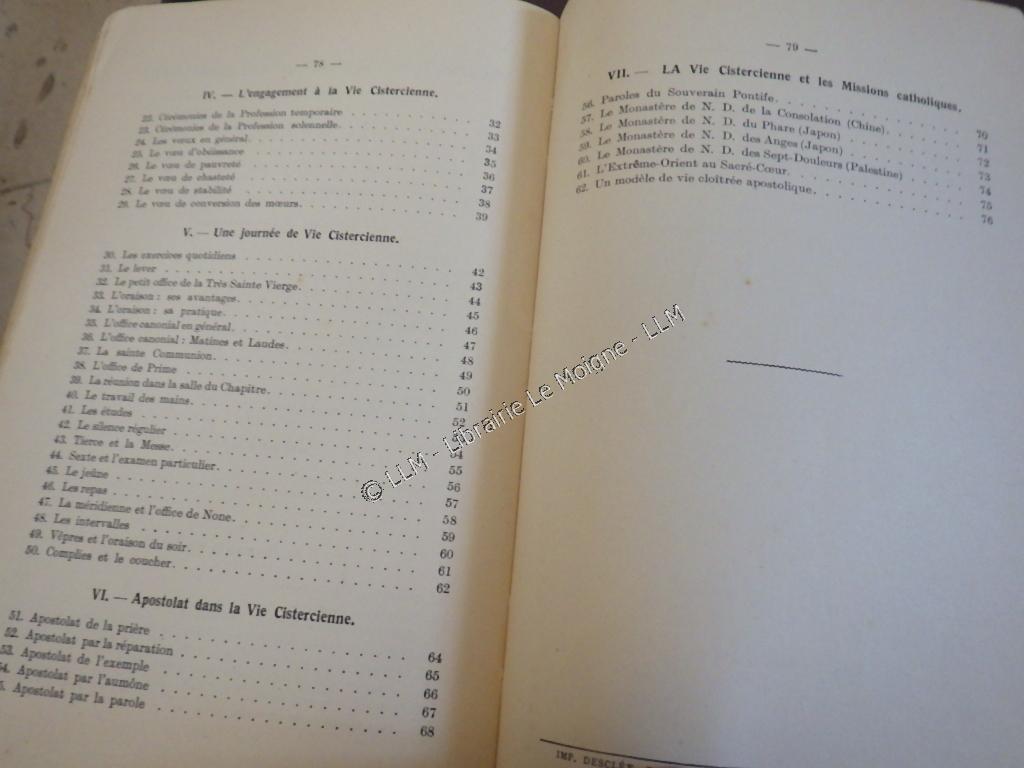 — 78 —
IV. — L'engagement à la Vie Cistercienne.
22. Cérémonies de la Profession temporaire . . . 32
23. Cérémonies de la Profession solennelle. . . . 33
24. Les vœux en général. . . . 34
25. Le vœu d'obéissance . . . 35
26. Le vœu de pauvreté . . . 36
27. Le vœu de chasteté . . . 37
28. Le vœu de stabilité . . . 38
29. Le vœu de conversion des mœurs. . . . 39
V. — Une journée de Vie Cistercienne.
30. Les exercices quotidiens . . . 42
31. Le lever . . . 43
32. Le petit office de la Très Sainte Vierge. . . . 44
33. L'oraison : ses avantages. . . . 45
34. L'oraison : sa pratique. . . . 46
35. L'office canonial en général. . . . 47
36. L'office canonial : Matines et Laudes. . . . 48
37. La sainte Communion. . . . 49
38. L'office de Prime . . . 50
39. La réunion dans la salle du Chapitre. . . . 51
40. Le travail des mains. . . . 52
41. Les études . . .
42. Le silence régulier . . . 54
43. Tierce et la Messe. . . . 55
44. Sexte et l'examen particulier. . . . 56
45. Le jeûne . . . 57
46. Les repas . . . 58
47. La méridienne et l'office de None. . . . 59
48. Les intervalles . . . 60
49. Vêpres et l'oraison du soir. . . . 61
50. Complies et le coucher. . . . 62
VI. — Apostolat dans la Vie Cistercienne.
51. Apostolat de la prière . . . 64
52. Apostolat par la réparation . . . 65
53. Apostolat de l'exemple . . . 66
54. Apostolat par l'aumône . . . 67
5. Apostolat par la parole . . . 68
— 79 —
VII. — LA Vie Cistercienne et les Missions catholiques.
56. Paroles du Souverain Pontife. . . . 70
57. Le Monastère de N. D. de la Consolation (Chine). . . . 71
58. Le Monastère de N. D. du Phare (Japon) . . . 72
59. Le Monastère de N. D. des Anges (Japon) . . . 73
60. Le Monastère de N. D. des Sept-Douleurs (Palestine) . . . 74
61. L'Extrême-Orient au Sacré-Cœur. . . . 75
62. Un modèle de vie cloîtrée apostolique. . . . 76
IMP. DESCLÉE
© LLM - Librairie Le Moigne - LLM